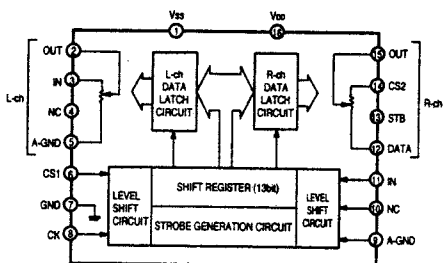 VSS
VDD
1
16
2 OUT
OUT 15
3 IN
CS2 14
4 NC
STB 13
5 A-GND
DATA 12
L-ch
R-ch
L-ch
DATA
LATCH
CIRCUIT
R-ch
DATA
LATCH
CIRCUIT
CS1 6
GND 7
CK 8
LEVEL
SHIFT
CIRCUIT
SHIFT REGISTER (13bit)
STROBE GENERATION CIRCUIT
LEVEL
SHIFT
CIRCUIT
11 IN
10 NC
9 A-GND